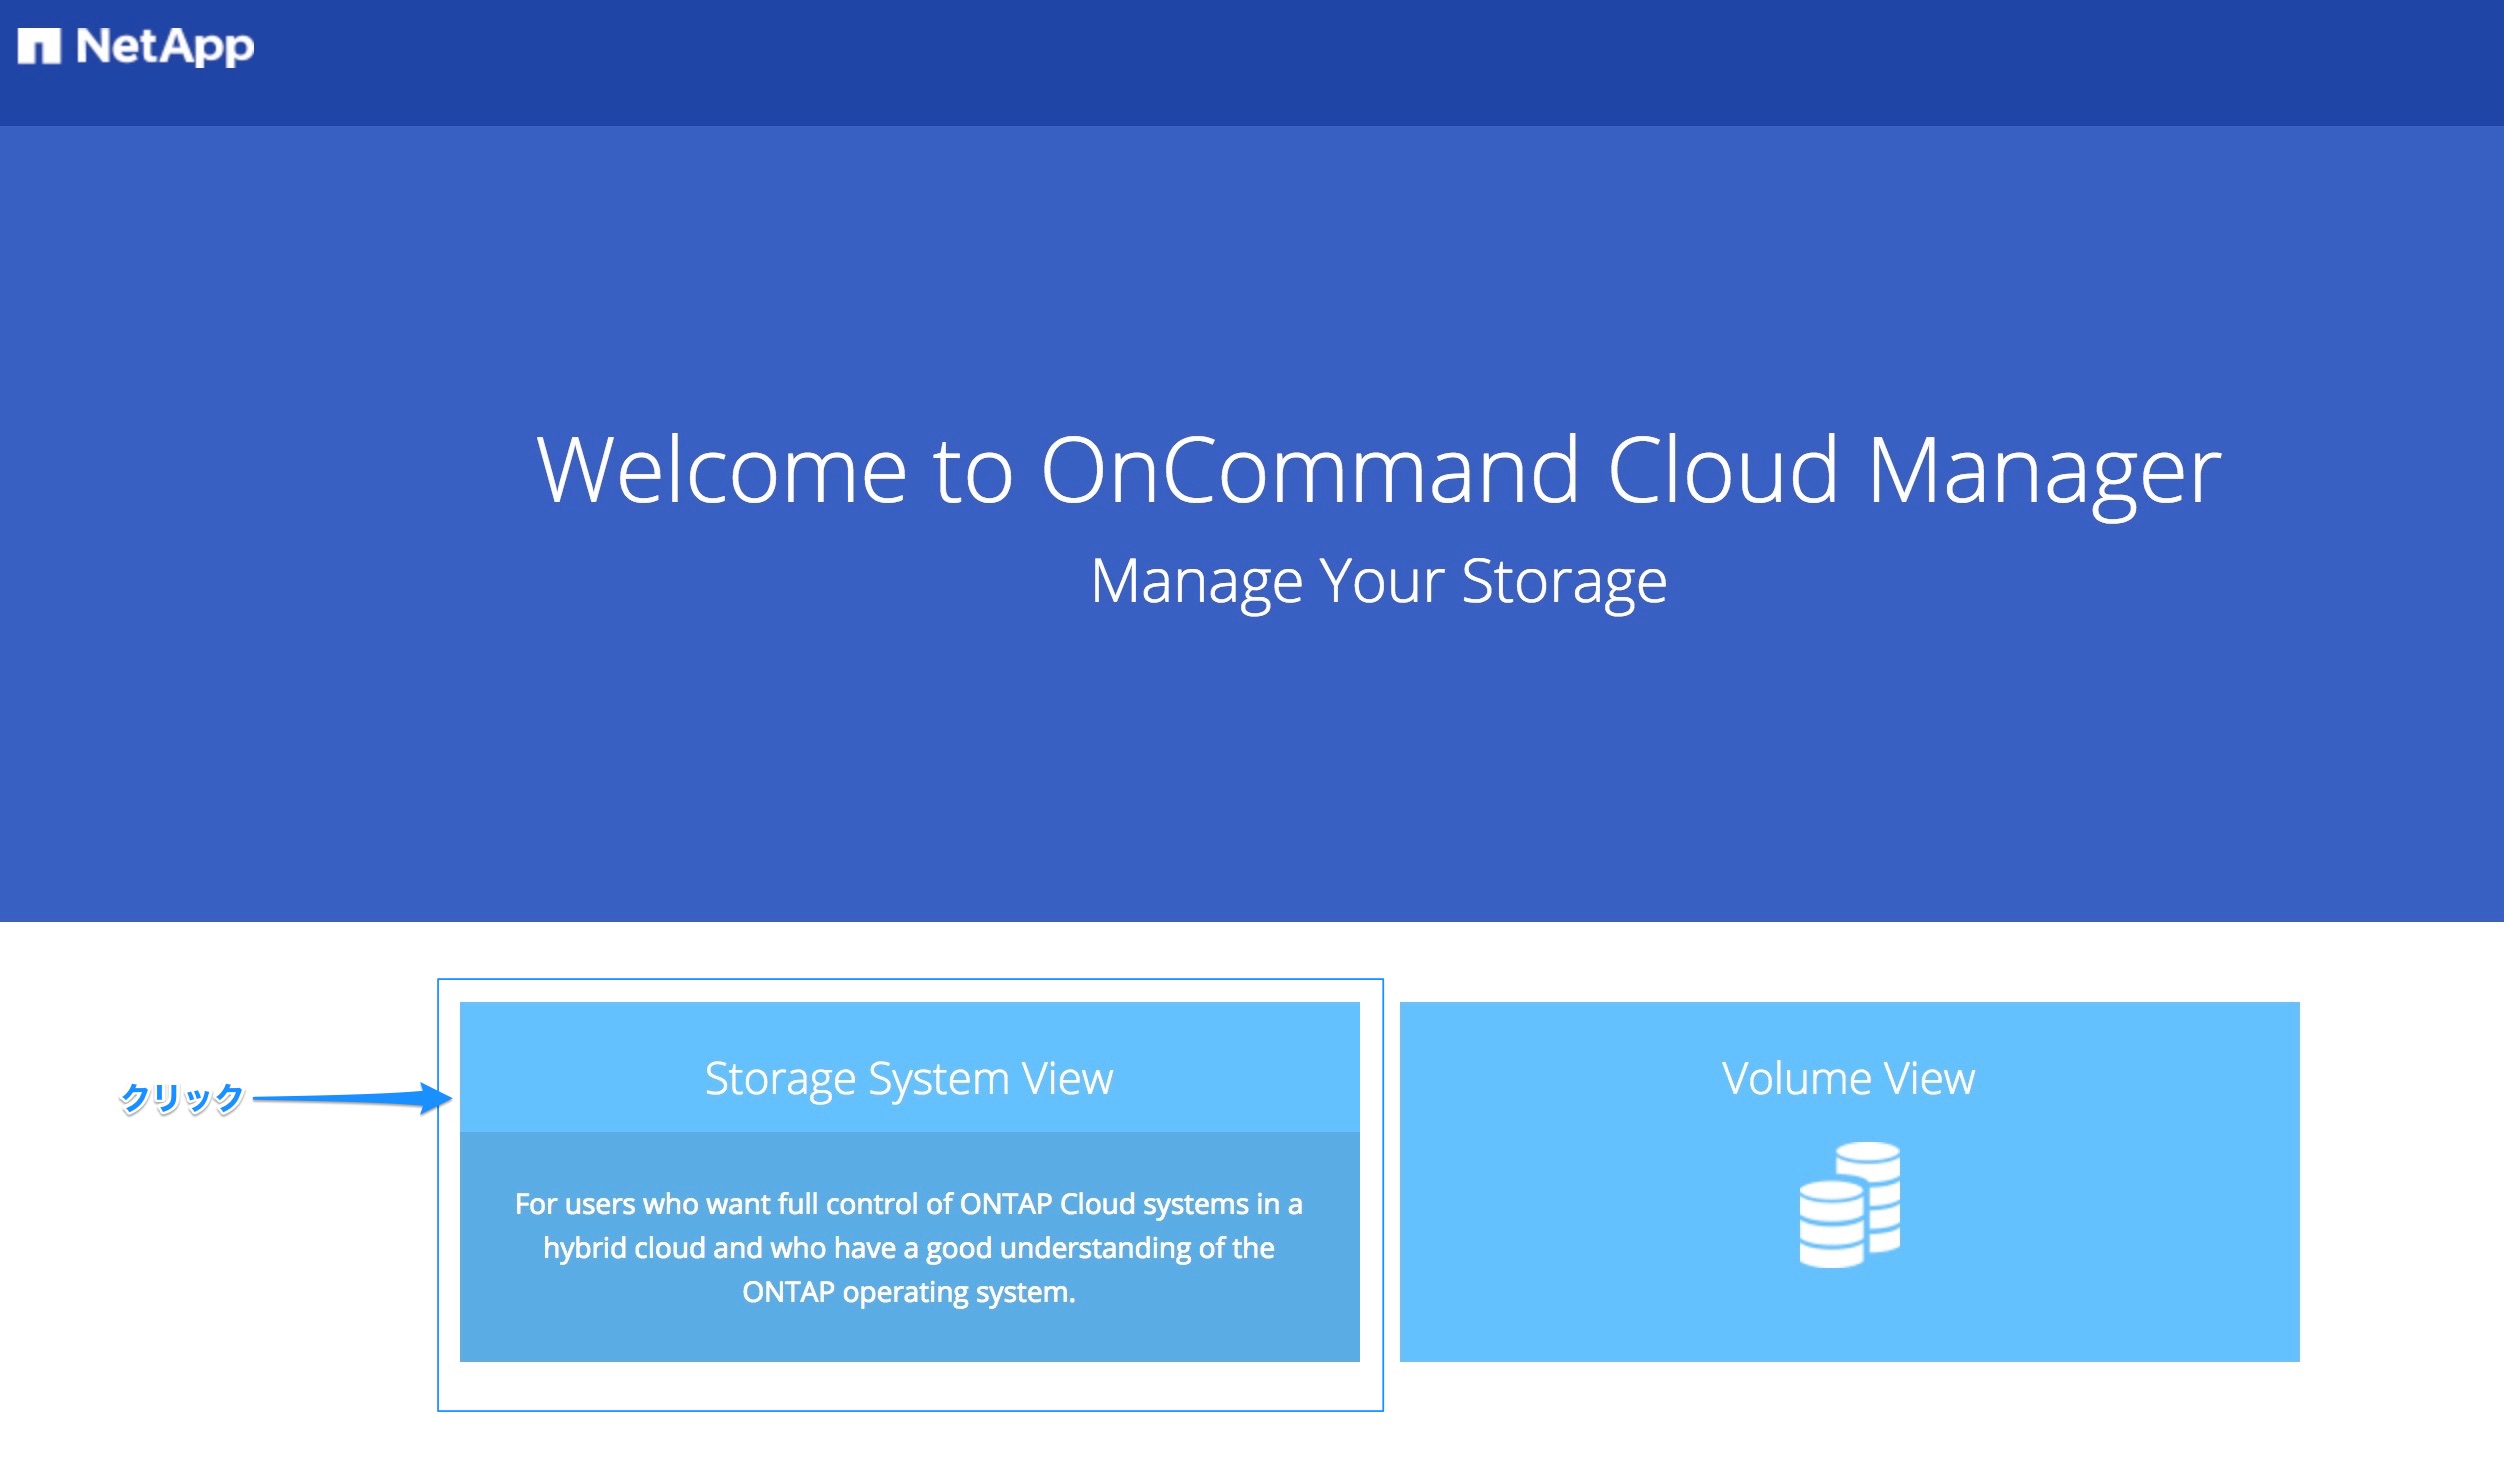 NetApp
Welcome to OnCommand Cloud Manager
Manage Your Storage
クリック
Storage System View
For users who want full control of ONTAP Cloud systems in a
hybrid cloud and who have a good understanding of the
ONTAP operating system.
Volume View